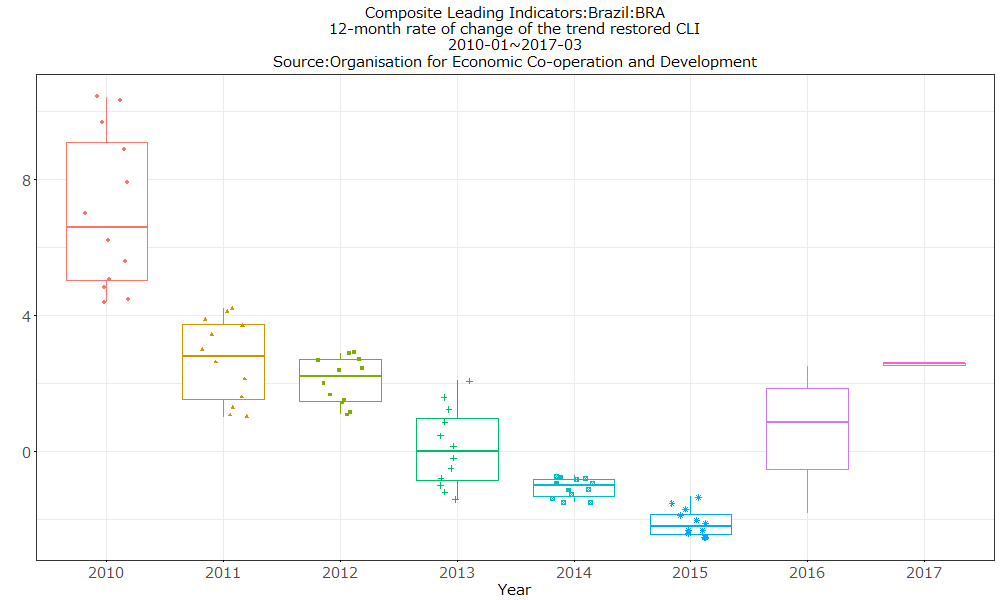 Composite Leading Indicators:Brazil:BRA
12-month rate of change of the trend restored CLI
2010-01~2017-03
Source:Organisation for Economic Co-operation and Development
8
4
0
2010 2011 2012 2013 2014 2015 2016 2017
Year